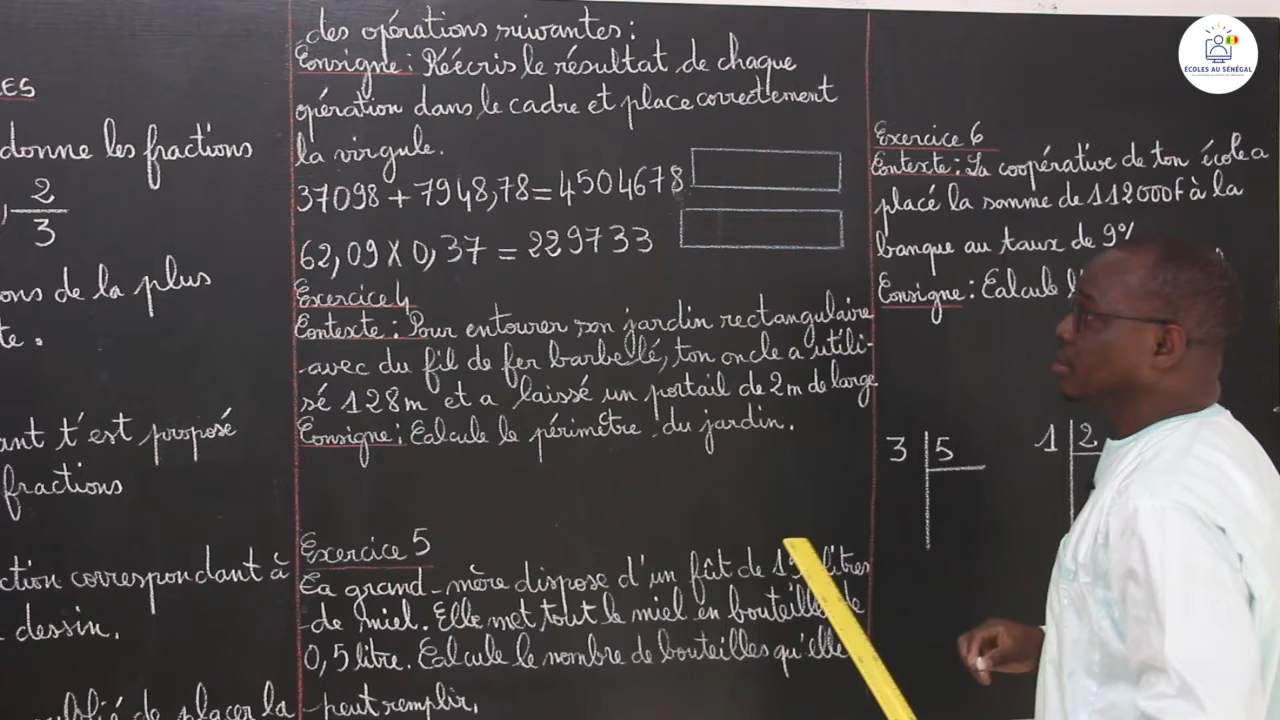 ES
donne les fractions
, 2/3
ons de la plus
te.
ant t'est proposé
fractions
ction correspondant à
dessin.
de placer la
des opérations suivantes :
Consigne : Réécris le résultat de chaque
opération dans le cadre et place correctement
la virgule.
37098 + 7948,78 = 4504678
62,09 X 0,37 = 229733
Exercice 4
Contexte : Pour entourer son jardin rectangulaire
avec du fil de fer barbellé, ton oncle a utili-
sé 128m et a laissé un portail de 2m de large
Consigne : Calcule le périmètre du jardin.
Exercice 5
Ta grand-mère dispose d'un fût de litres
de miel. Elle met tout le miel en bouteilles de
0,5 litre. Calcule le nombre de bouteilles qu'elle
peut remplir.
Exercice 6
Contexte : La coopérative de ton école a
placé la somme de 112000F à la
banque au taux de 9%
Consigne : Calcule l'
3 | 5
1 | 2
ÉCOLES AU SÉNÉGAL